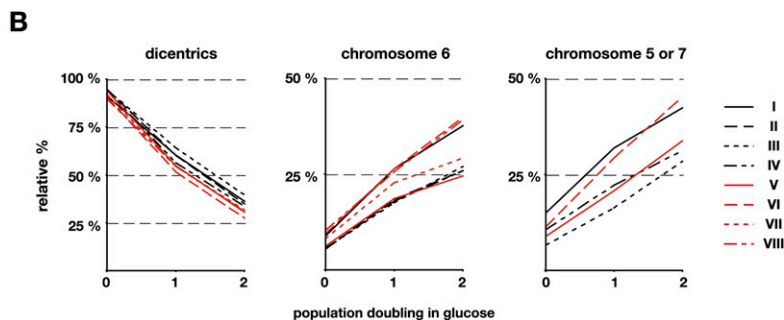 B
dicentrics
chromosome 6
chromosome 5 or 7
relative %
100 %
75 %
50 %
25 %
0
1
2
50 %
25 %
0
1
2
50 %
25 %
0
1
2
I
II
III
IV
V
VI
VII
VIII
population doubling in glucose